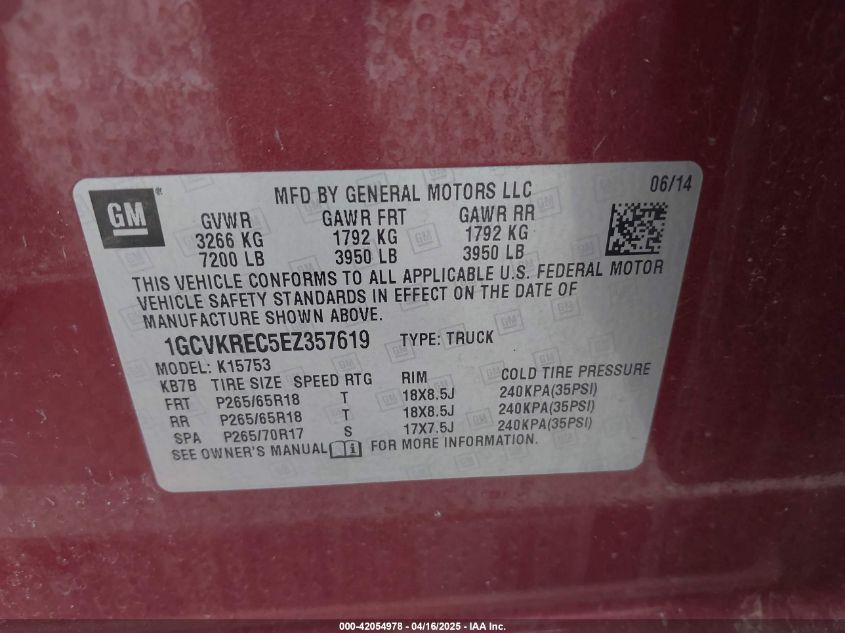 GM
MFD BY GENERAL MOTORS LLC
06/14
GVWR GAWR FRT GAWR RR
3266 KG 1792 KG 1792 KG
7200 LB 3950 LB 3950 LB
THIS VEHICLE CONFORMS TO ALL APPLICABLE U.S. FEDERAL MOTOR
VEHICLE SAFETY STANDARDS IN EFFECT ON THE DATE OF
MANUFACTURE SHOWN ABOVE.
1GCVKREC5EZ357619 TYPE: TRUCK
MODEL: K15753
KB7B TIRE SIZE SPEED RTG RIM COLD TIRE PRESSURE
FRT P265/65R18 T 18X8.5J 240KPA(35PSI)
RR P265/65R18 T 18X8.5J 240KPA(35PSI)
SPA P265/70R17 S 17X7.5J 240KPA(35PSI)
SEE OWNER'S MANUAL FOR MORE INFORMATION.
000-42054978 - 04/16/2025 - IAA Inc.